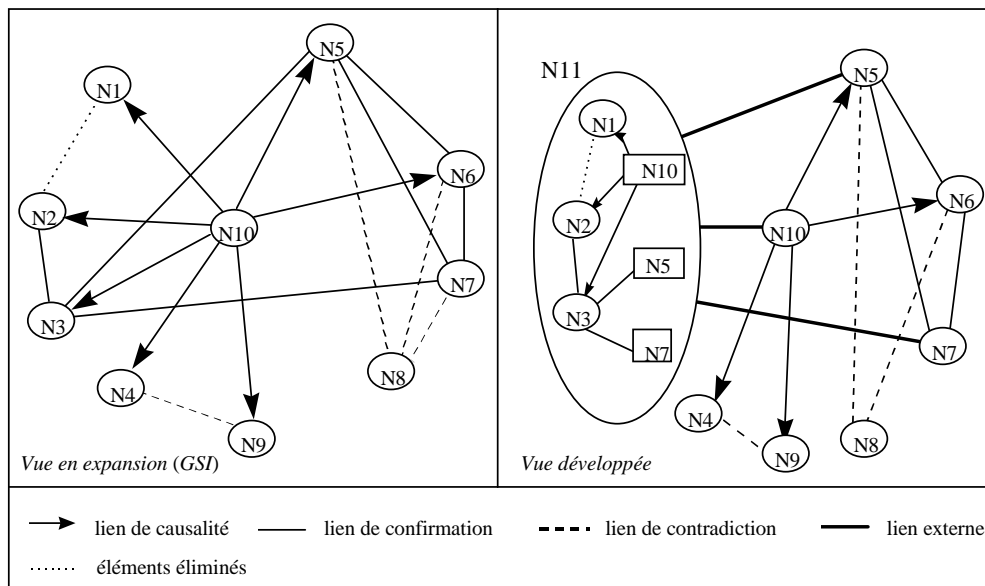 N5
N1
N6
N2
N10
N7
N3
N8
N4
N9
Vue en expansion (GSI)
N11
N5
N1
N10
N6
N2
N10
N5
N3
N7
N7
N4
N8
N9
Vue développée
lien de causalité
lien de confirmation
lien de contradiction
lien externe
éléments éliminés